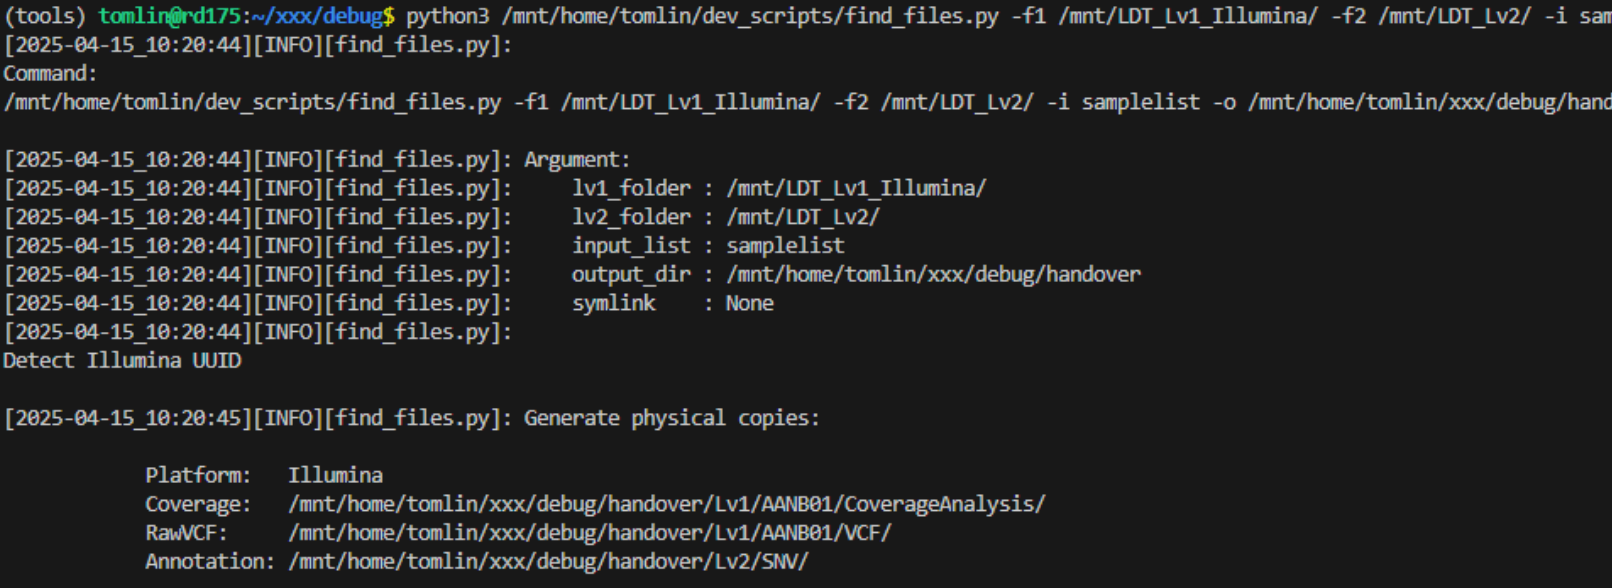 (tools) tomlin@rd175:~/xxx/debug$ python3 /mnt/home/tomlin/dev_scripts/find_files.py -f1 /mnt/LDT_Lv1_Illumina/ -f2 /mnt/LDT_Lv2/ -i sam
[2025-04-15_10:20:44][INFO][find_files.py]:
Command:
/mnt/home/tomlin/dev_scripts/find_files.py -f1 /mnt/LDT_Lv1_Illumina/ -f2 /mnt/LDT_Lv2/ -i samplelist -o /mnt/home/tomlin/xxx/debug/hand
[2025-04-15_10:20:44][INFO][find_files.py]: Argument:
[2025-04-15_10:20:44][INFO][find_files.py]:     lv1_folder : /mnt/LDT_Lv1_Illumina/
[2025-04-15_10:20:44][INFO][find_files.py]:     lv2_folder : /mnt/LDT_Lv2/
[2025-04-15_10:20:44][INFO][find_files.py]:     input_list : samplelist
[2025-04-15_10:20:44][INFO][find_files.py]:     output_dir : /mnt/home/tomlin/xxx/debug/handover
[2025-04-15_10:20:44][INFO][find_files.py]:     symlink    : None
[2025-04-15_10:20:44][INFO][find_files.py]:
Detect Illumina UUID
[2025-04-15_10:20:45][INFO][find_files.py]: Generate physical copies:
Platform:   Illumina
Coverage:   /mnt/home/tomlin/xxx/debug/handover/Lv1/AANB01/CoverageAnalysis/
RawVCF:     /mnt/home/tomlin/xxx/debug/handover/Lv1/AANB01/VCF/
Annotation: /mnt/home/tomlin/xxx/debug/handover/Lv2/SNV/